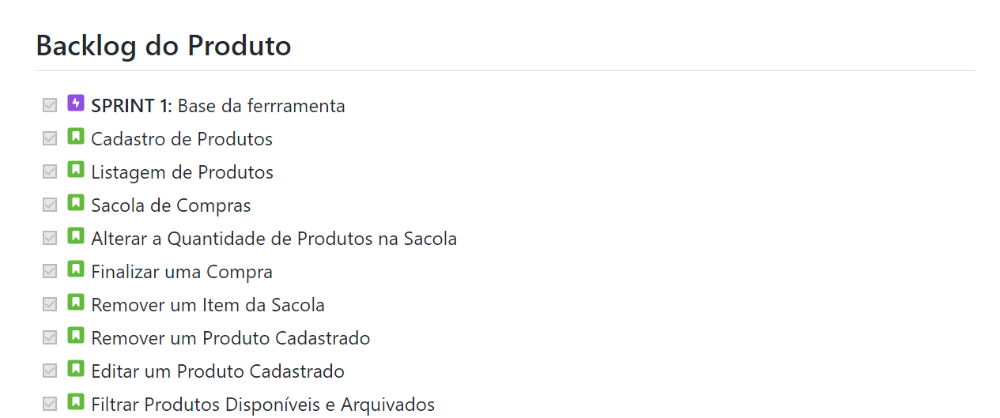 Backlog do Produto
SPRINT 1: Base da ferrramenta
Cadastro de Produtos
Listagem de Produtos
Sacola de Compras
Alterar a Quantidade de Produtos na Sacola
Finalizar uma Compra
Remover um Item da Sacola
Remover um Produto Cadastrado
Editar um Produto Cadastrado
Filtrar Produtos Disponíveis e Arquivados